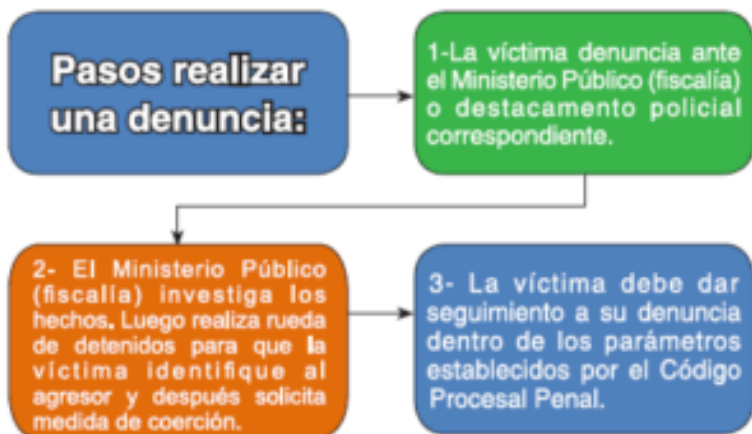 Pasos realizar
una denuncia:
1-La víctima denuncia ante
el Ministerio Público (fiscalía)
o destacamento policial
correspondiente.
2- El Ministerio Público
(fiscalía) investiga los
hechos. Luego realiza rueda
de detenidos para que la
víctima identifique al
agresor y después solicita
medida de coerción.
3- La víctima debe dar
seguimiento a su denuncia
dentro de los parámetros
establecidos por el Código
Procesal Penal.